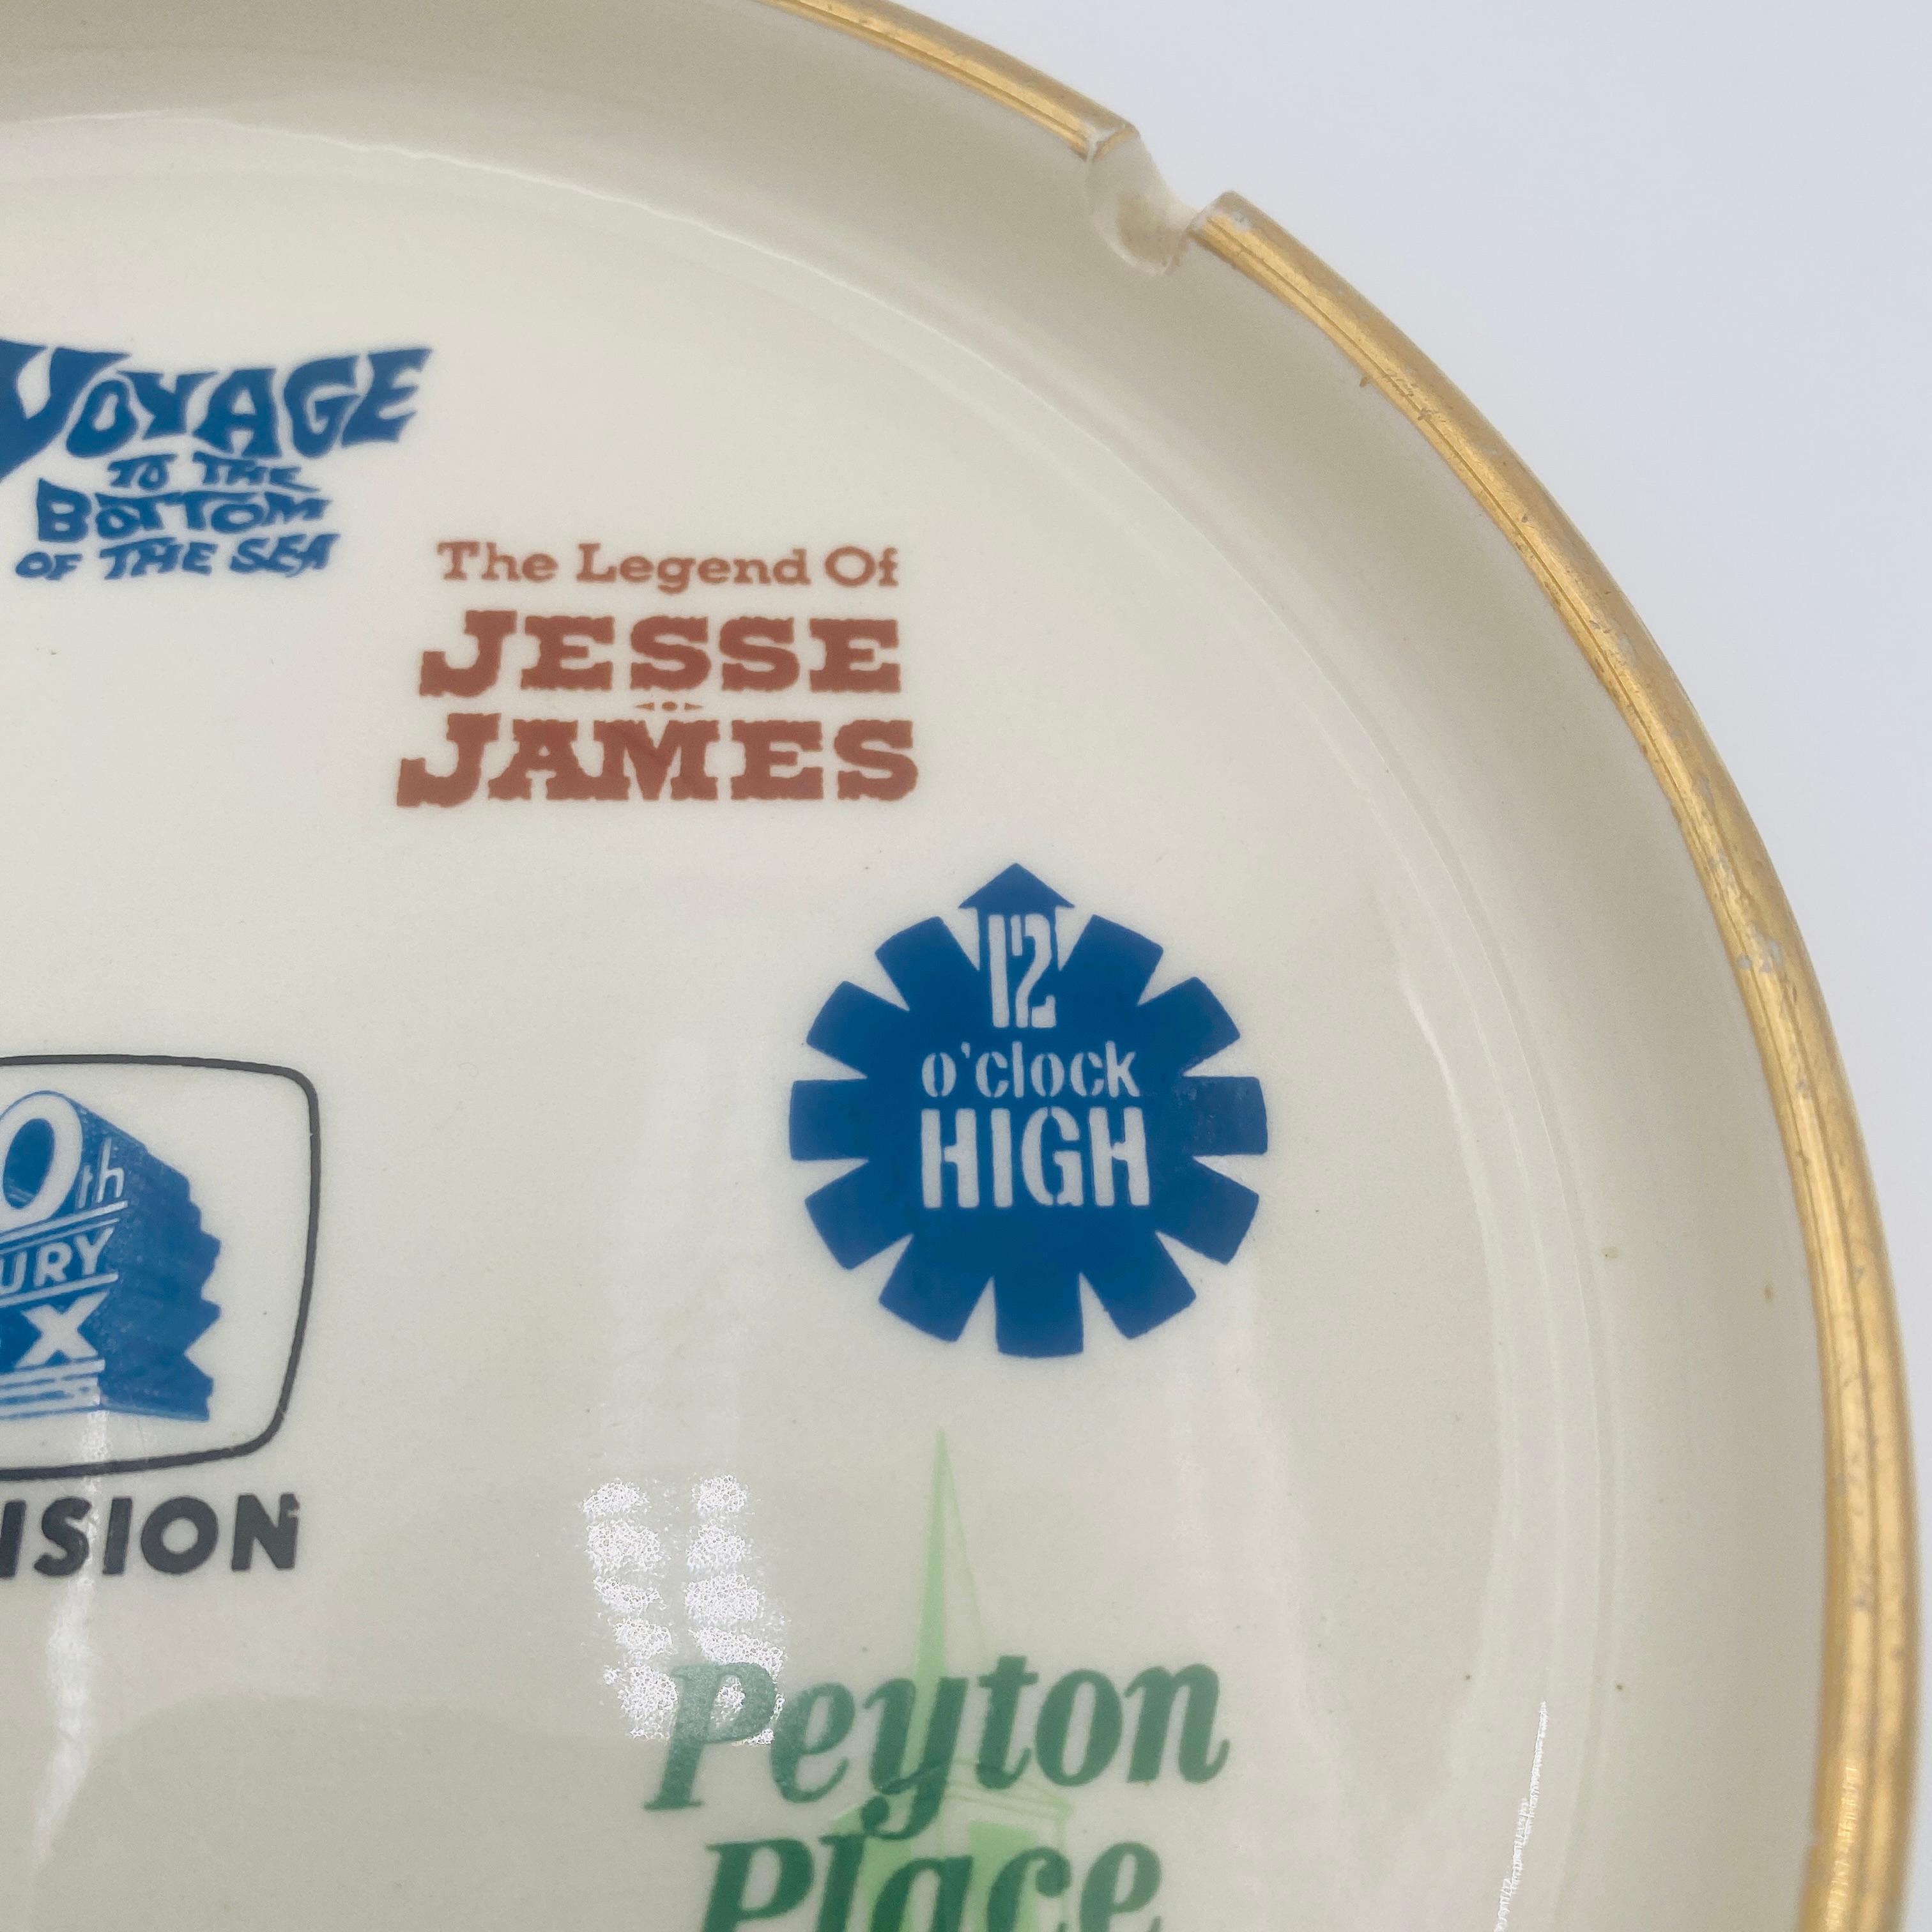 VOYAGE
TO THE
BOTTOM
OF THE SEA
The Legend Of
JESSE
JAMES
12
o'clock
HIGH
0th
URY
X
ISION
Peyton
Place